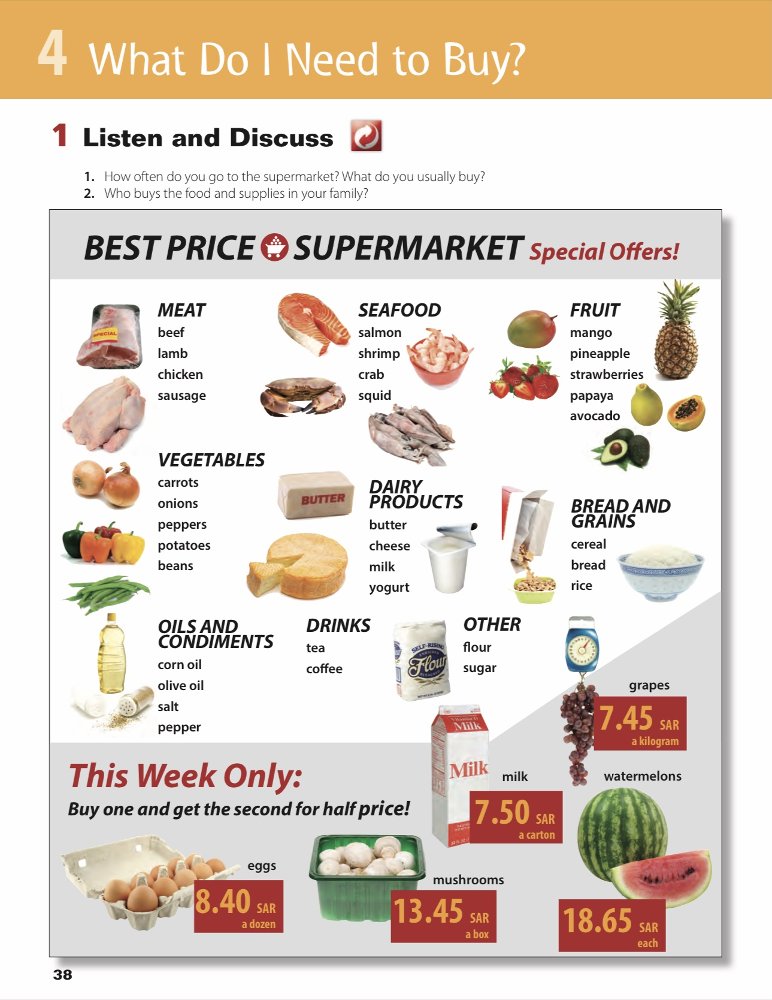 4 What Do I Need to Buy?
1 Listen and Discuss
1. How often do you go to the supermarket? What do you usually buy?
2. Who buys the food and supplies in your family?
BEST PRICE SUPERMARKET Special Offers!
MEAT
beef
lamb
chicken
sausage
SPECIAL
SEAFOOD
salmon
shrimp
crab
squid
FRUIT
mango
pineapple
strawberries
papaya
avocado
VEGETABLES
carrots
onions
peppers
potatoes
beans
BUTTER
DAIRY
PRODUCTS
butter
cheese
milk
yogurt
BREAD AND
GRAINS
cereal
bread
rice
OILS AND
CONDIMENTS
corn oil
olive oil
salt
pepper
DRINKS
tea
coffee
SELF-RISING
ENRICHED
Flour
BLEACHED
OTHER
flour
sugar
grapes
7.45 SAR
a kilogram
This Week Only:
Buy one and get the second for half price!
Vitamin D
Milk
Milk
milk
7.50 SAR
a carton
watermelons
18.65 SAR
each
eggs
8.40 SAR
a dozen
mushrooms
13.45 SAR
a box
38